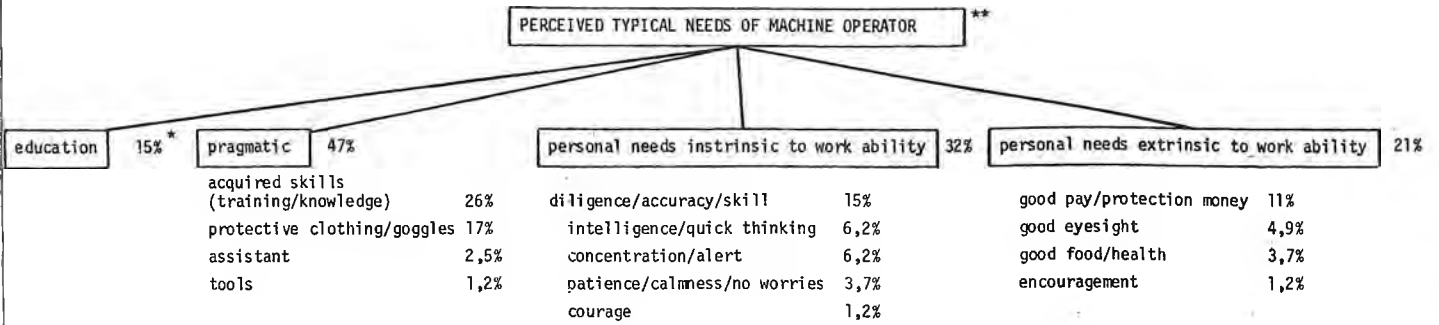 PERCEIVED TYPICAL NEEDS OF MACHINE OPERATOR **
education 15% *
pragmatic 47%
acquired skills
(training/knowledge) 26%
protective clothing/goggles 17%
assistant 2,5%
tools 1,2%
personal needs instrinsic to work ability 32%
diligence/accuracy/skill 15%
intelligence/quick thinking 6,2%
concentration/alert 6,2%
patience/calmness/no worries 3,7%
courage 1,2%
personal needs extrinsic to work ability 21%
good pay/protection money 11%
good eyesight 4,9%
good food/health 3,7%
encouragement 1,2%